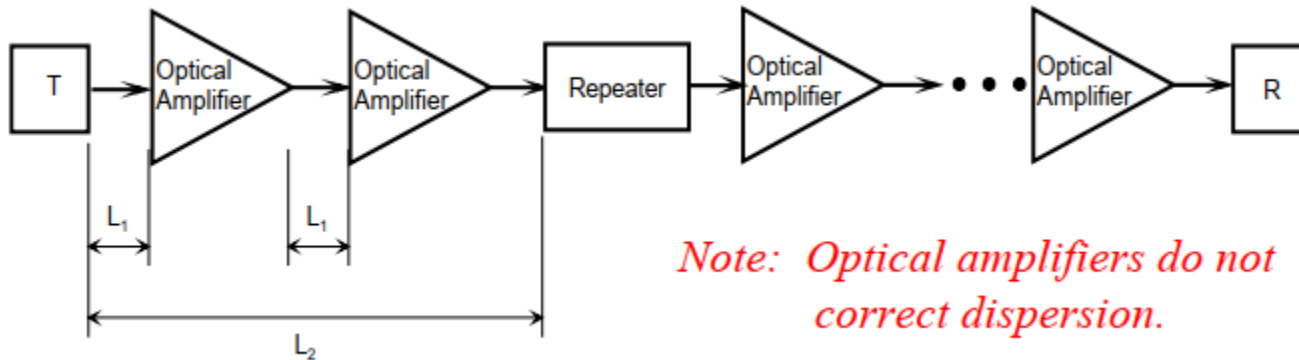 T
Optical
Amplifier
Optical
Amplifier
Repeater
Optical
Amplifier
Optical
Amplifier
R
L₁
L₁
L₂
Note: Optical amplifiers do not
correct dispersion.